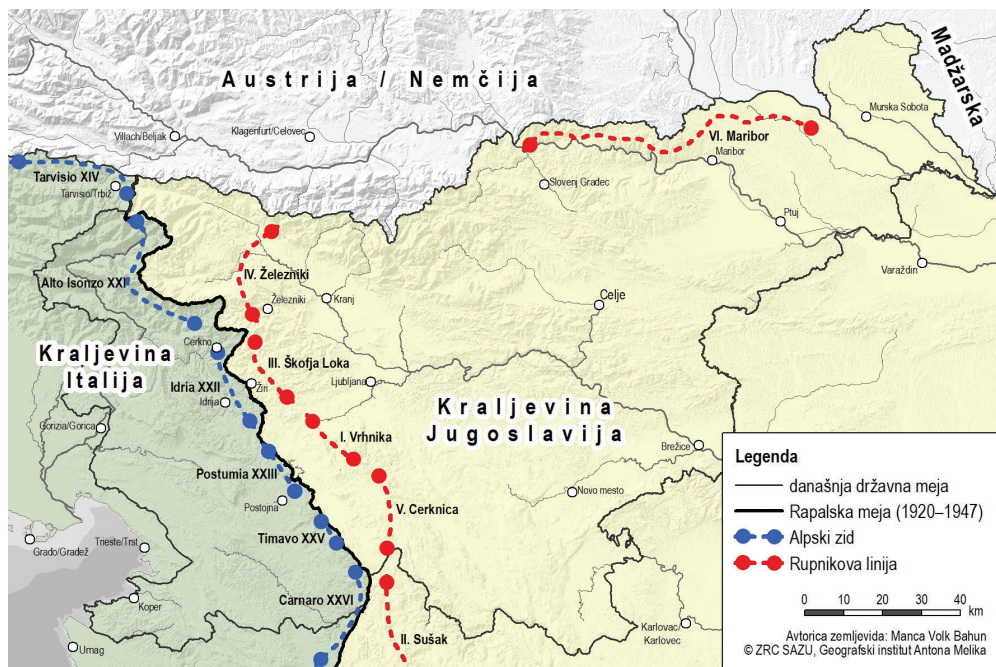 Austrija / Nemčija
Madžarska
Murska Sobota
VI. Maribor
Maribor
Villach/Beljak
Klagenfurt/Celovec
Slovenj Gradec
Tarvisio XIV
Tarvisio/Trbiž
Ptuj
Varaždin
Alto Isonzo XXI
IV. Železniki
Železniki
Kranj
Celje
Cerkno
Kraljevina
Italija
III. Škofja Loka
Idria XXII
Žiri
Idrija
Ljubljana
Gorizia/Gorica
Kraljevina
Jugoslavija
I. Vrhnika
Brežice
Postumia XXIII
Postojna
V. Cerknica
Novo mesto
Timavo XXV
Grado/Gradež
Trieste/Trst
Carnaro XXVI
Koper
II. Sušak
Karlovac/
Karlovec
Umag
Legenda
današnja državna meja
Rapalska meja (1920–1947)
Alpski zid
Rupnikova linija
0 10 20 30 40
km
Avtorica zemljevida: Manca Volk Bahun
© ZRC SAZU, Geografski institut Antona Melika